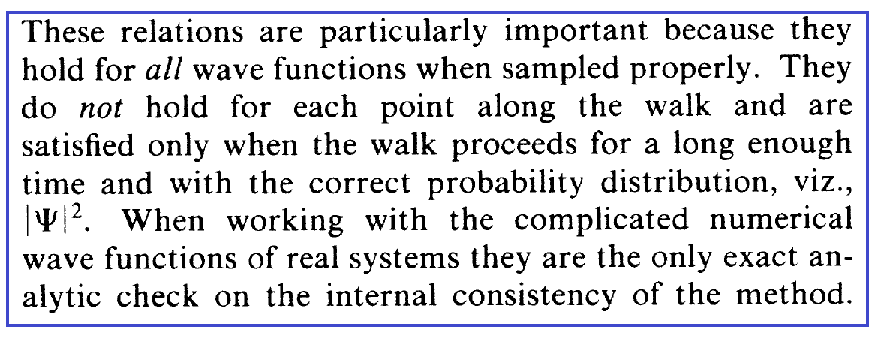 These relations are particularly important because they
hold for all wave functions when sampled properly. They
do not hold for each point along the walk and are
satisfied only when the walk proceeds for a long enough
time and with the correct probability distribution, viz.,
|Ψ|². When working with the complicated numerical
wave functions of real systems they are the only exact an-
alytic check on the internal consistency of the method.